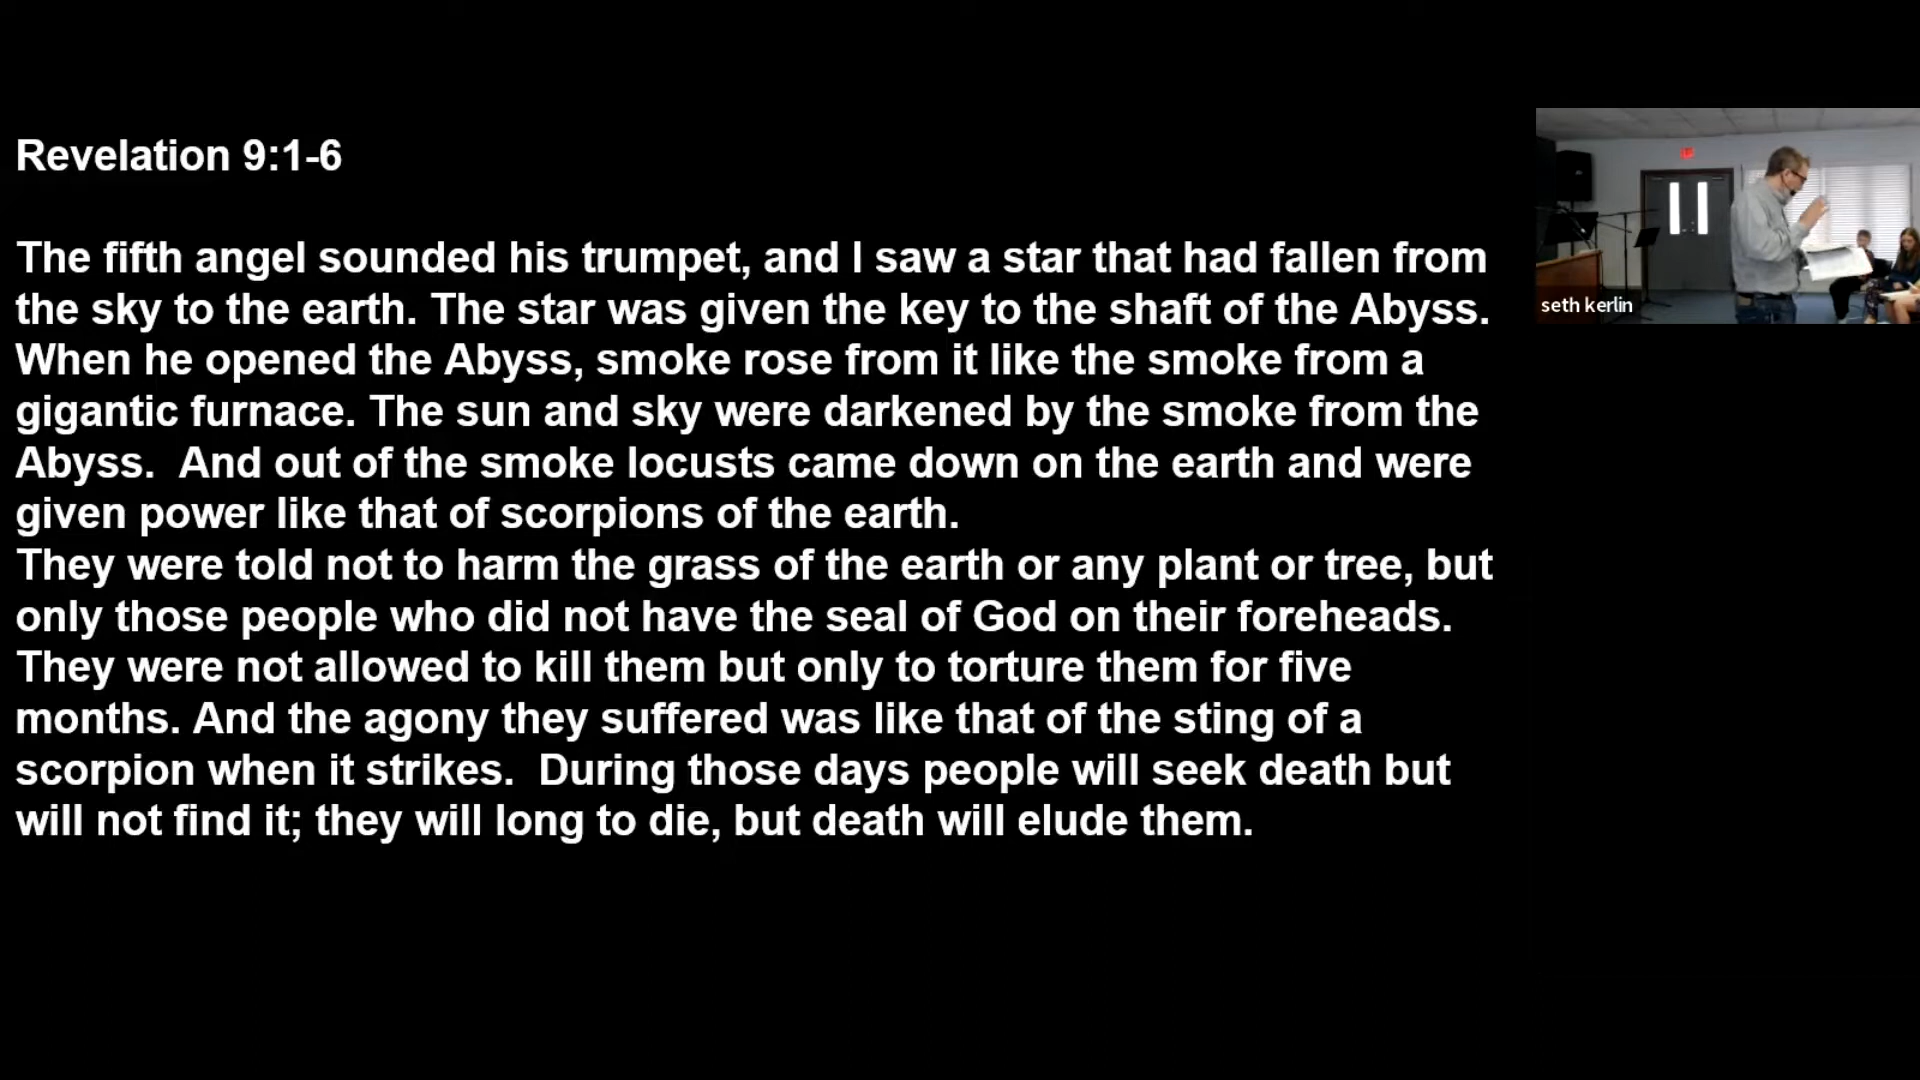 Revelation 9:1-6
The fifth angel sounded his trumpet, and I saw a star that had fallen from
the sky to the earth. The star was given the key to the shaft of the Abyss.
When he opened the Abyss, smoke rose from it like the smoke from a
gigantic furnace. The sun and sky were darkened by the smoke from the
Abyss.  And out of the smoke locusts came down on the earth and were
given power like that of scorpions of the earth.
They were told not to harm the grass of the earth or any plant or tree, but
only those people who did not have the seal of God on their foreheads.
They were not allowed to kill them but only to torture them for five
months. And the agony they suffered was like that of the sting of a
scorpion when it strikes.  During those days people will seek death but
will not find it; they will long to die, but death will elude them.
seth kerlin